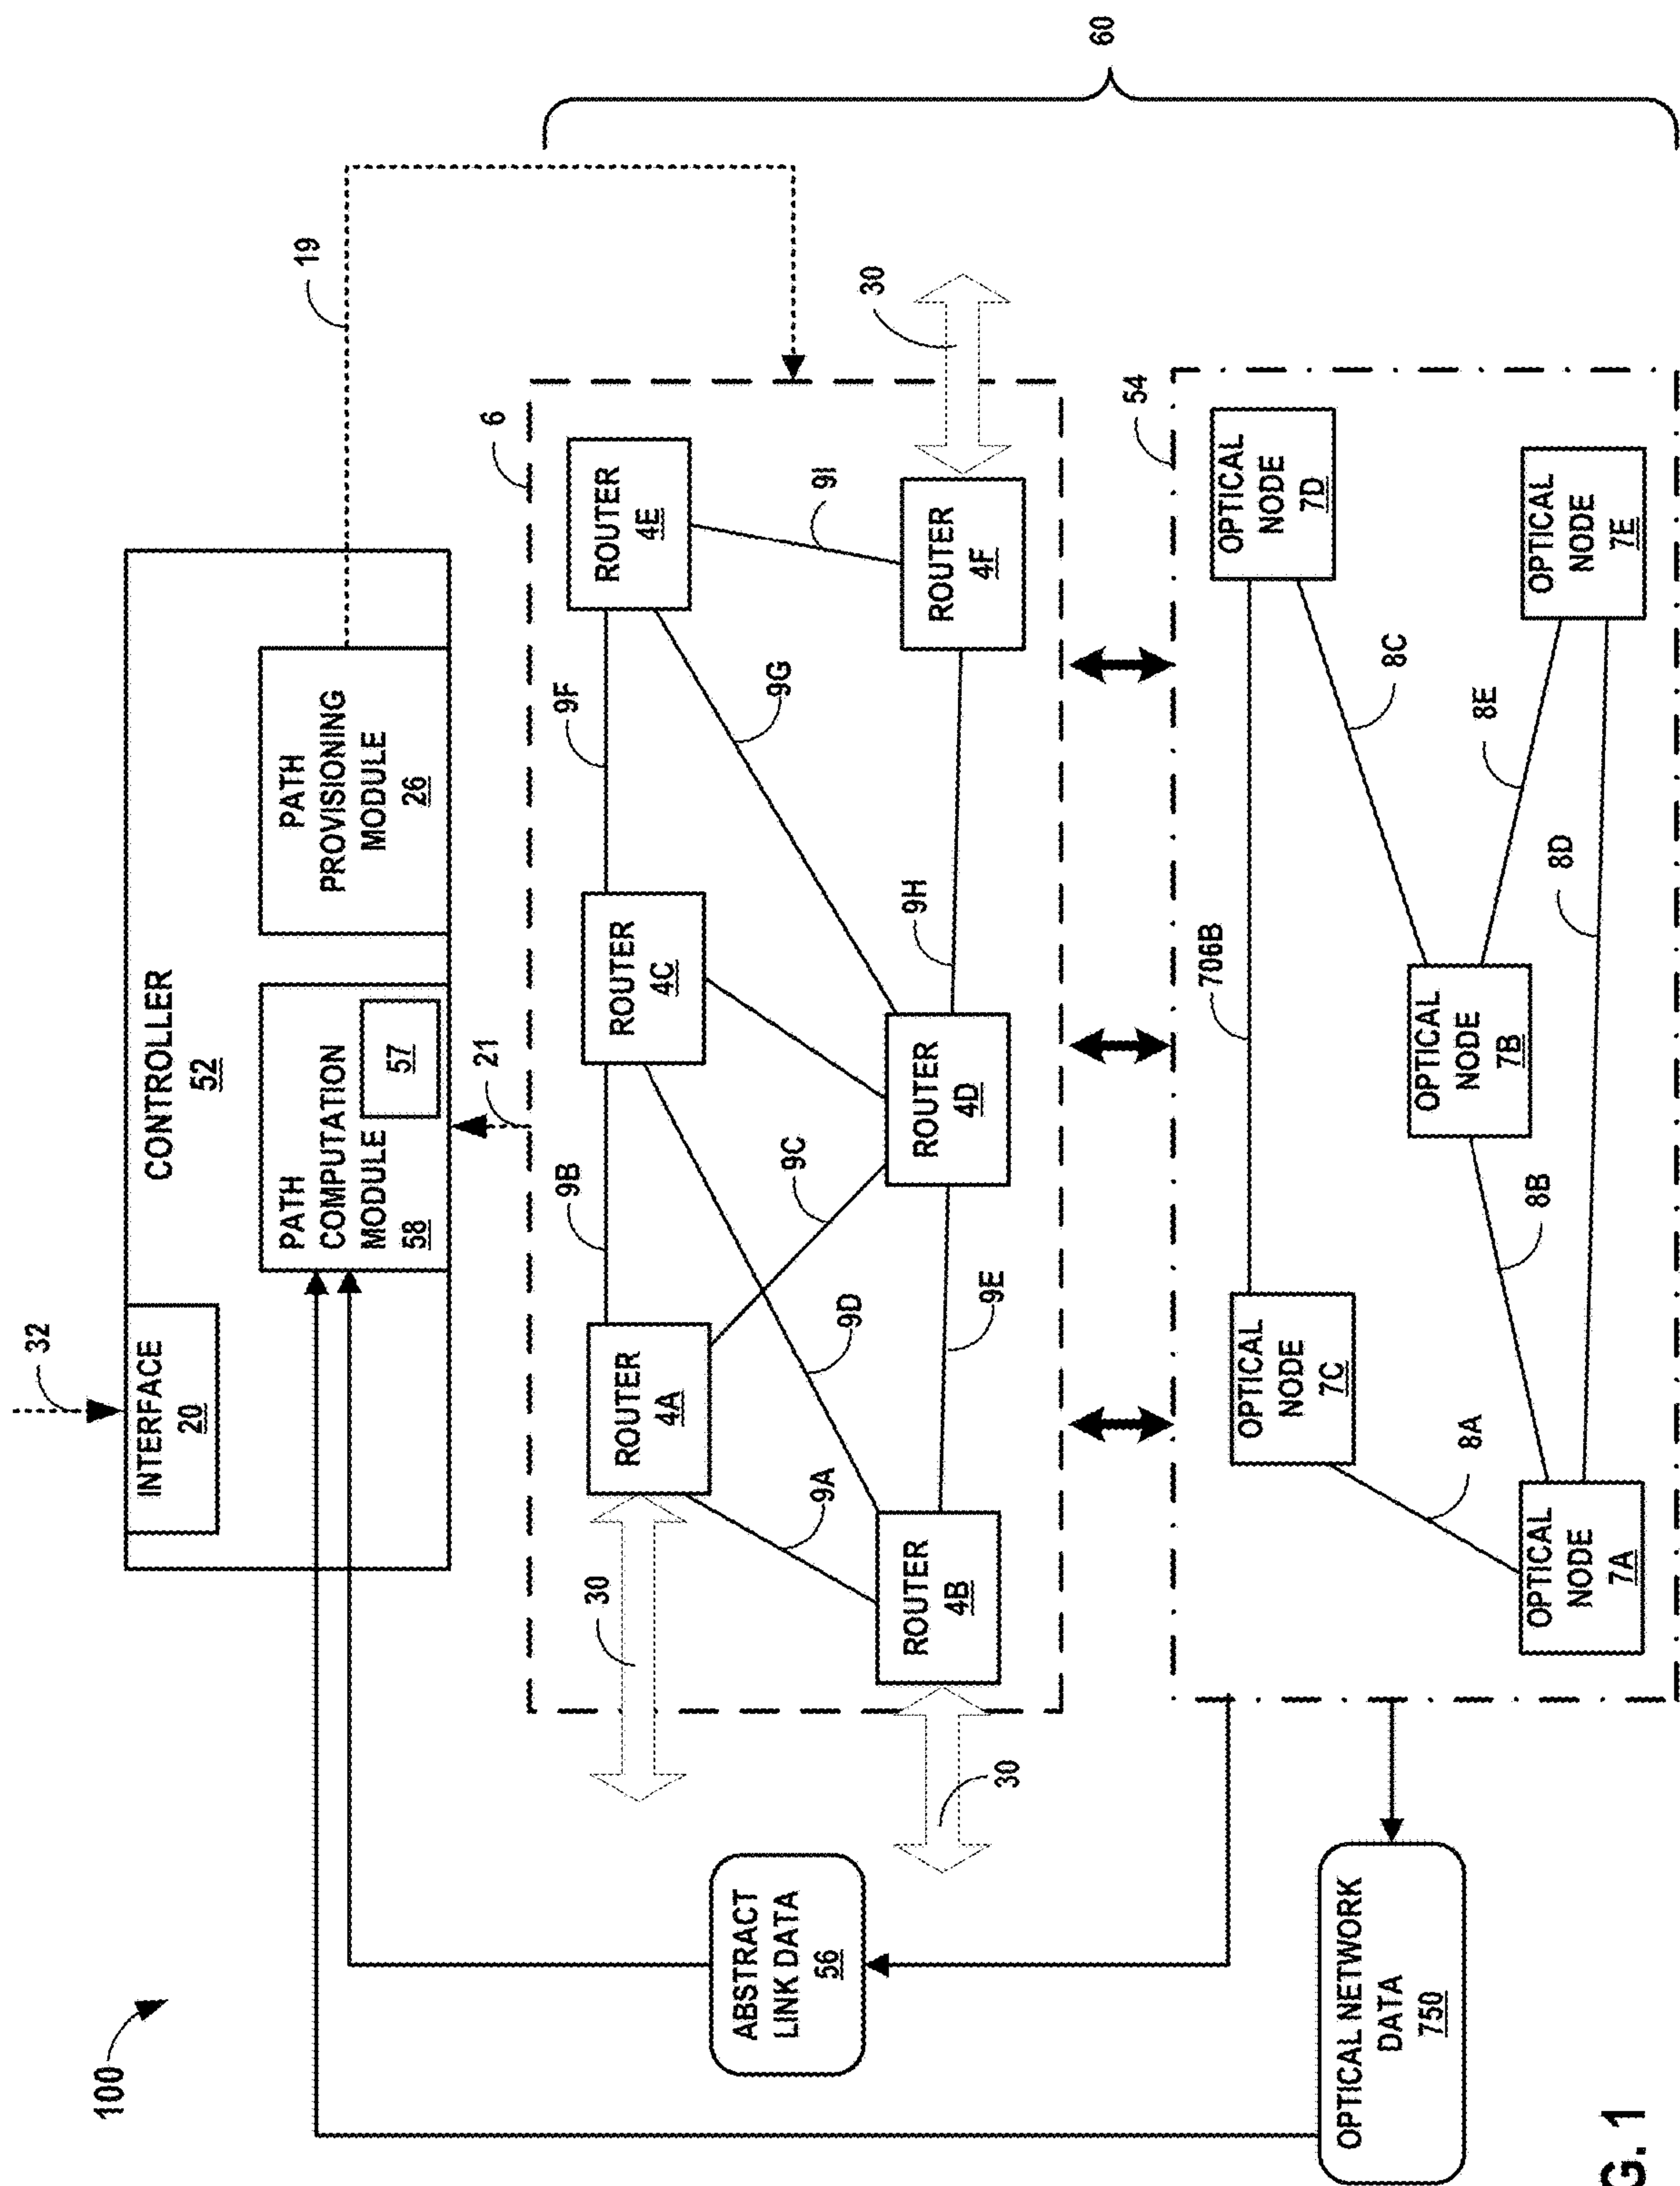 100
32
INTERFACE
20
CONTROLLER
52
PATH
COMPUTATION
MODULE
58
57
PATH
PROVISIONING
MODULE
26
19
21
6
60
ROUTER
4A
ROUTER
4B
ROUTER
4C
ROUTER
4D
ROUTER
4E
ROUTER
4F
9A
9B
9C
9D
9E
9F
9G
9H
9I
30
30
30
54
OPTICAL
NODE
7A
OPTICAL
NODE
7B
OPTICAL
NODE
7C
OPTICAL
NODE
7D
OPTICAL
NODE
7E
8A
8B
8C
8D
8E
706B
ABSTRACT
LINK DATA
56
OPTICAL NETWORK
DATA
750
G. 1